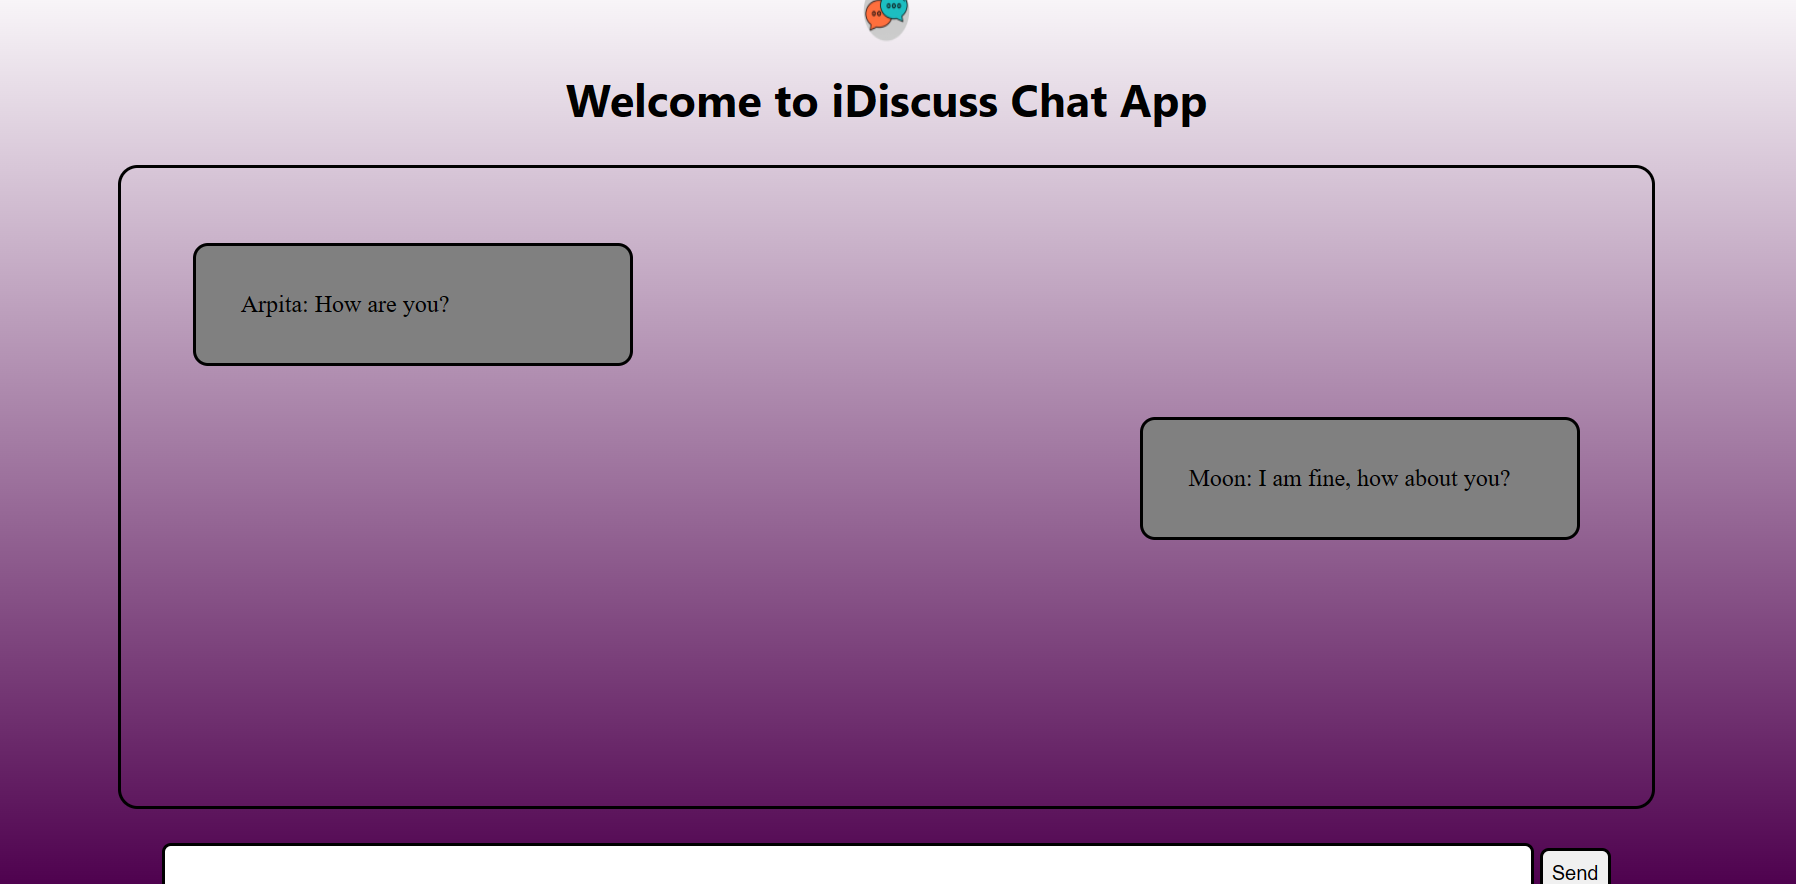 Welcome to iDiscuss Chat App
Arpita: How are you?
Moon: I am fine, how about you?
Send